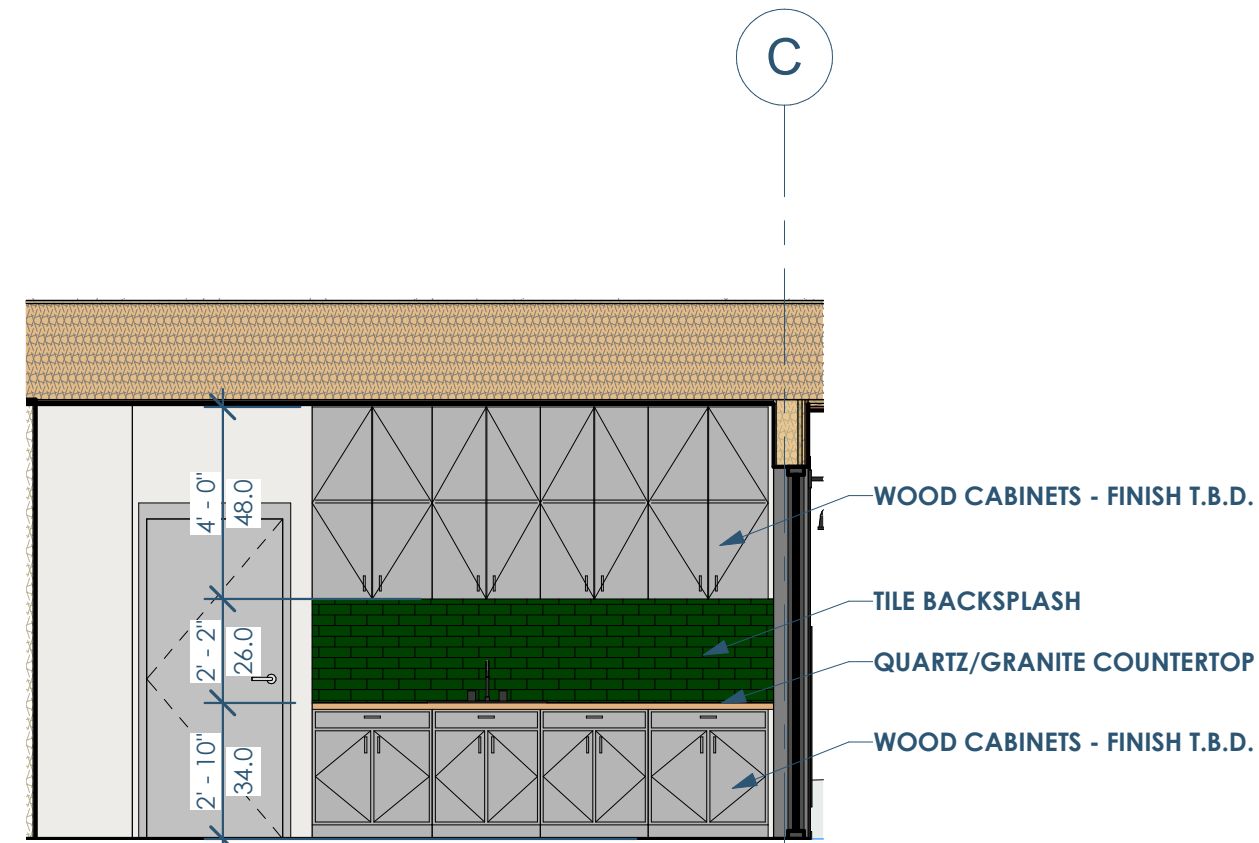 C
4' - 0"
48.0
WOOD CABINETS - FINISH T.B.D.
TILE BACKSPLASH
2' - 2"
26.0
QUARTZ/GRANITE COUNTERTOP
WOOD CABINETS - FINISH T.B.D.
2' - 10"
34.0